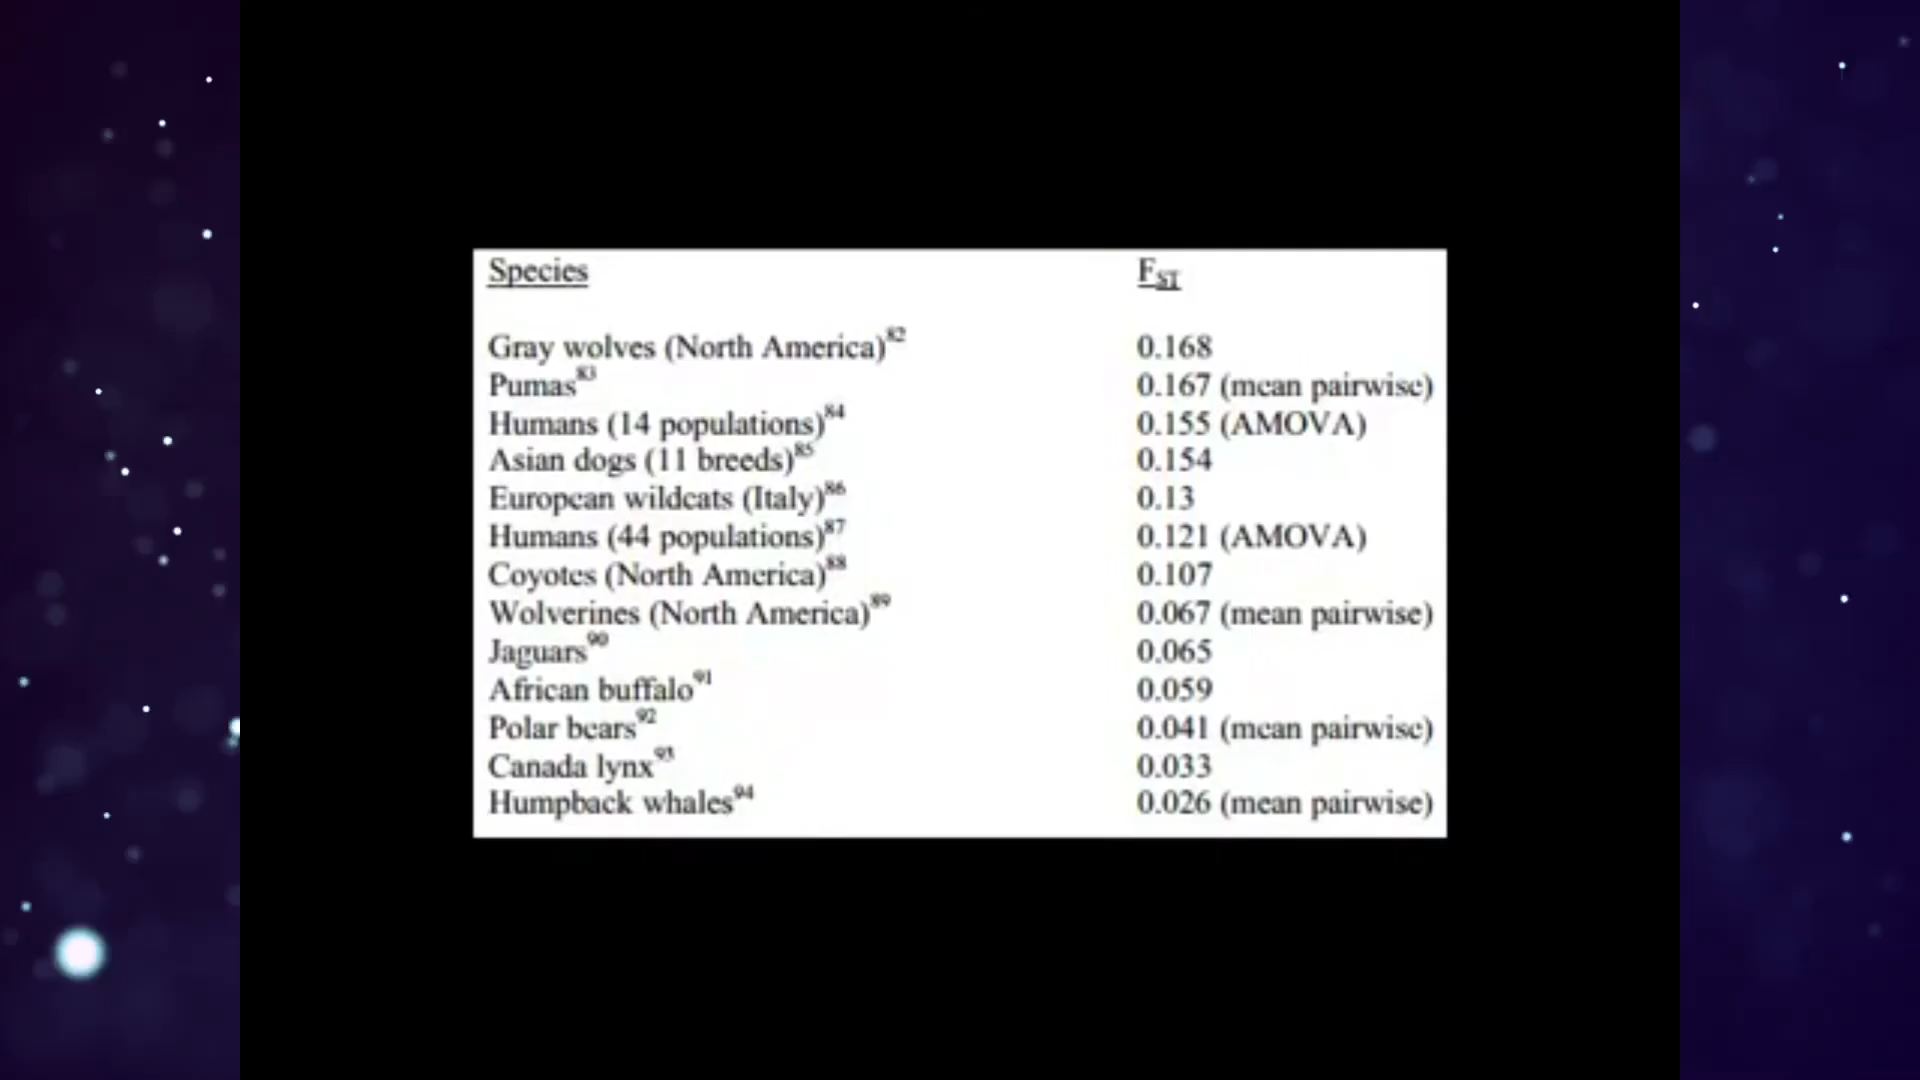 Species F_ST
Gray wolves (North America)82 0.168
Pumas83 0.167 (mean pairwise)
Humans (14 populations)84 0.155 (AMOVA)
Asian dogs (11 breeds)85 0.154
European wildcats (Italy)86 0.13
Humans (44 populations)87 0.121 (AMOVA)
Coyotes (North America)88 0.107
Wolverines (North America)89 0.067 (mean pairwise)
Jaguars90 0.065
African buffalo91 0.059
Polar bears92 0.041 (mean pairwise)
Canada lynx93 0.033
Humpback whales94 0.026 (mean pairwise)